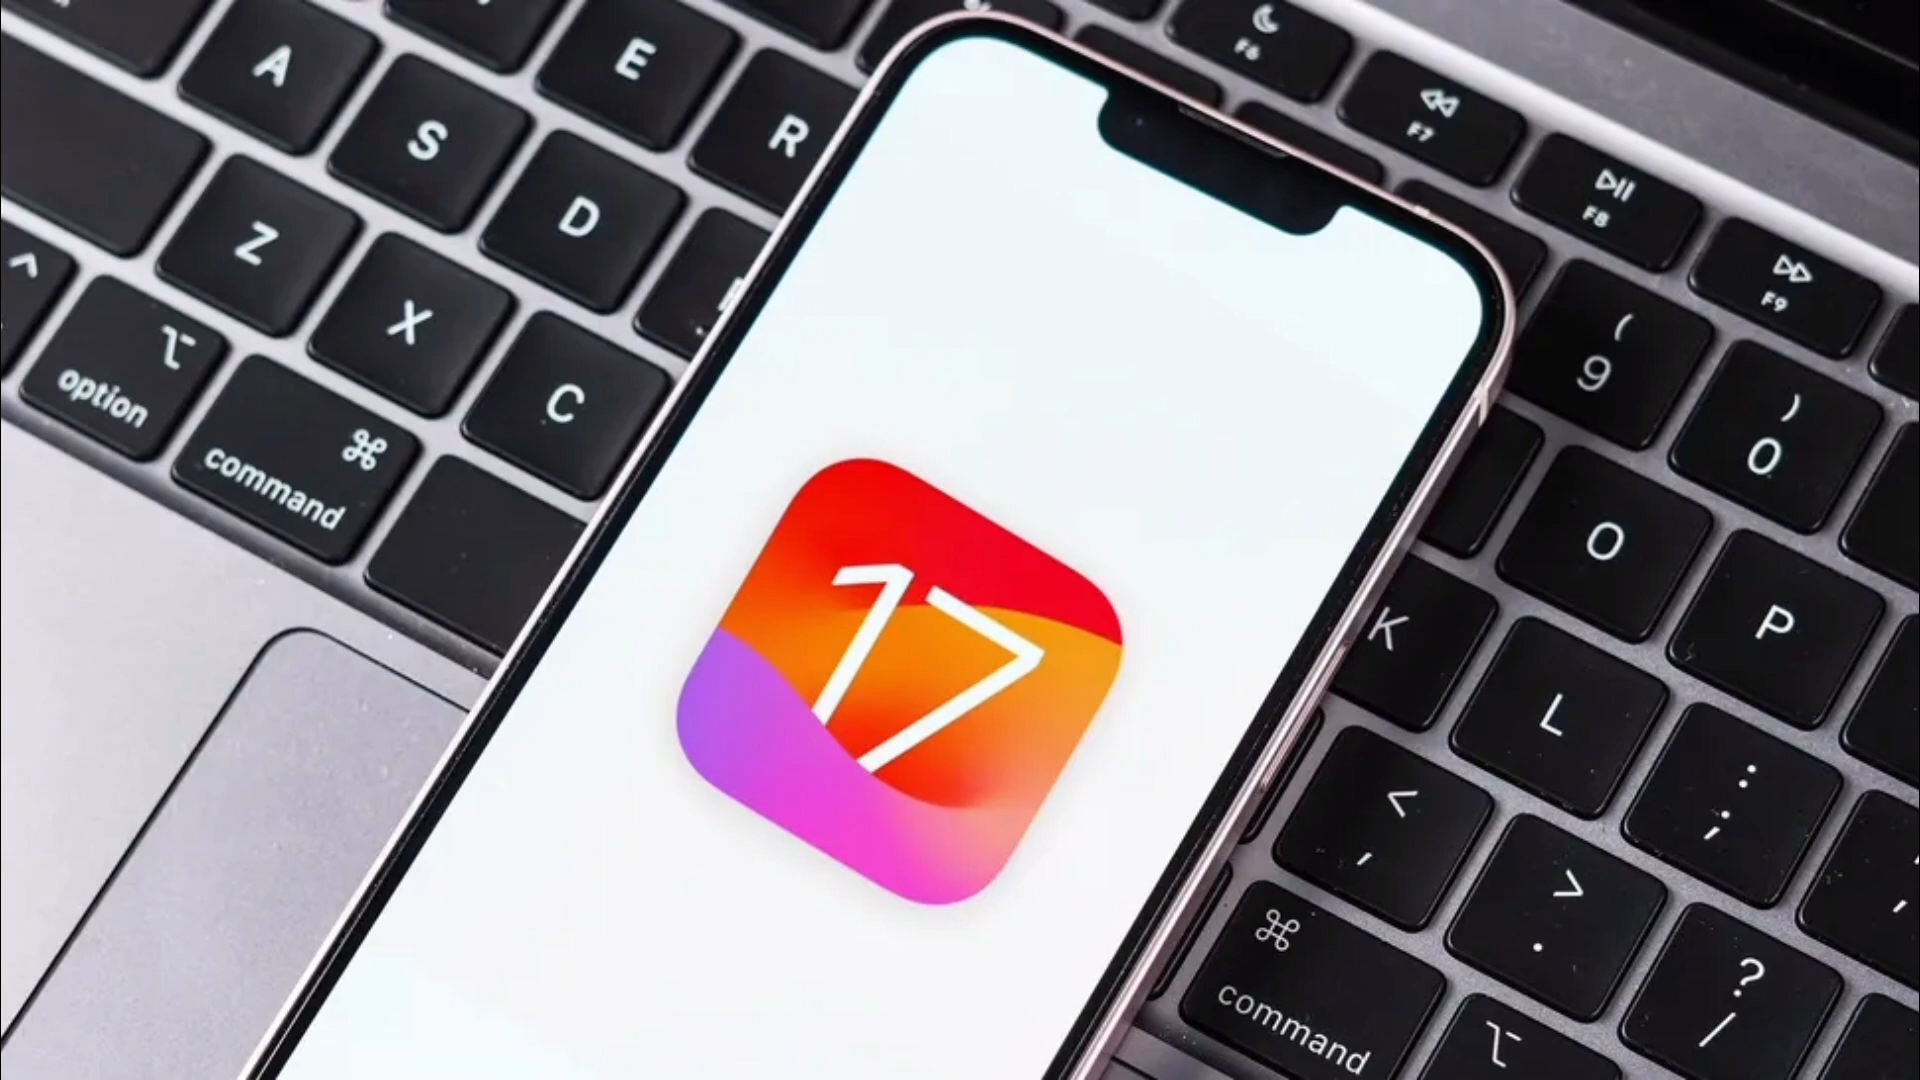 A
S
E
R
D
Z
X
C
^
⌥
option
⌘
command
17
F6
F7
F8
F9
(
9
)
0
O
P
K
L
:
;
<
,
>
.
?
/
⌘
command
⌥